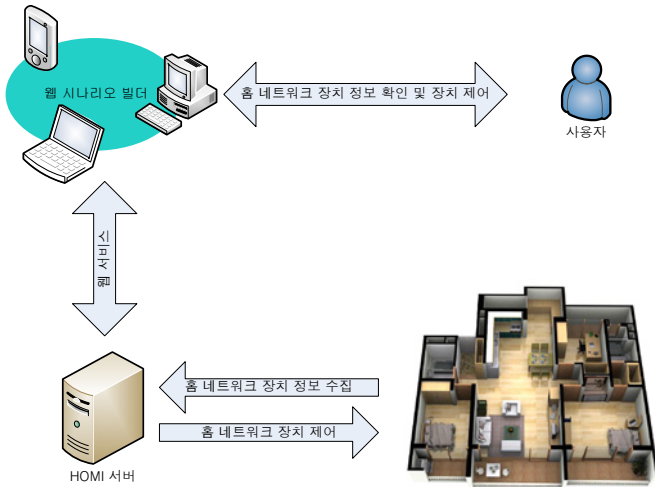 웹 시나리오 빌더
홈 네트워크 장치 정보 확인 및 장치 제어
사용자
웹 서비스
홈 네트워크 장치 정보 수집
홈 네트워크 장치 제어
HOMI 서버